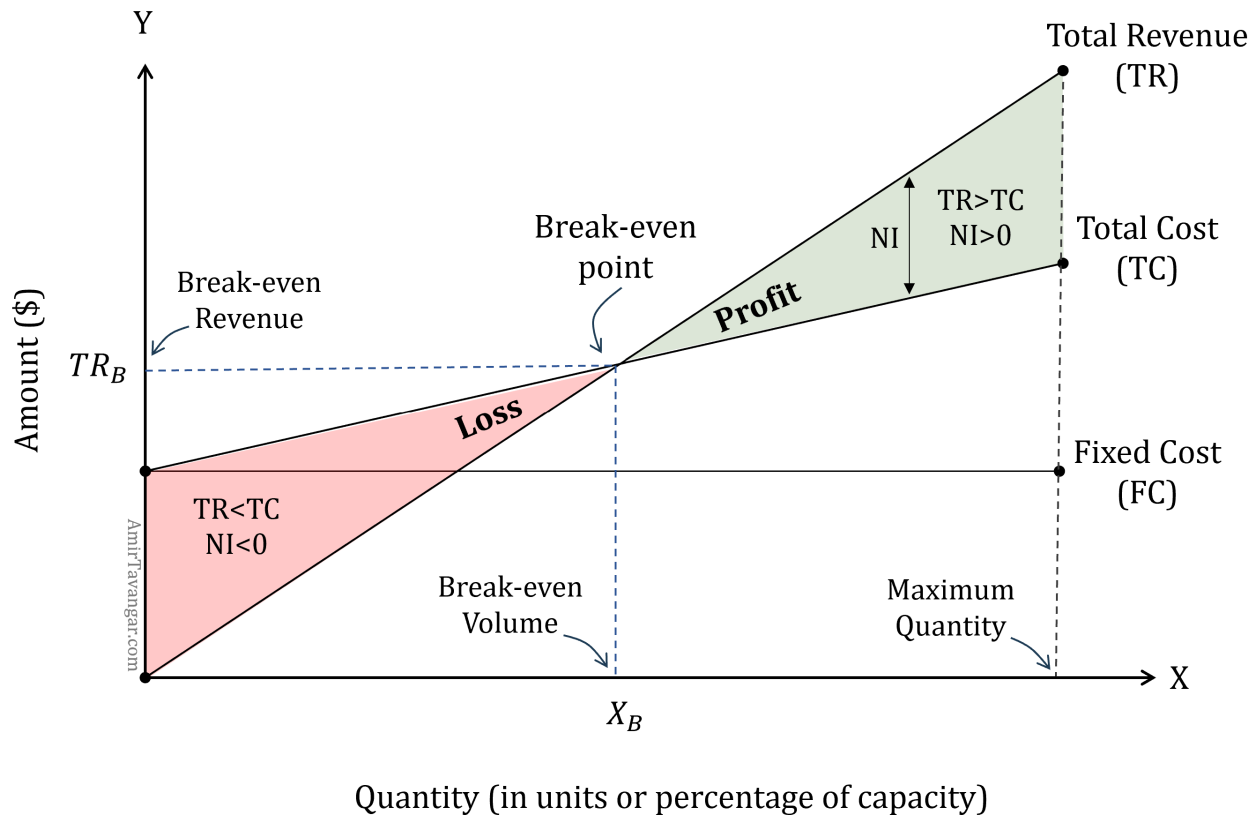 Y
Total Revenue
(TR)
TR>TC
NI>0
NI
Break-even
point
Total Cost
(TC)
Break-even
Revenue
Profit
TR_B
Amount ($)
Loss
Fixed Cost
(FC)
TR<TC
NI<0
AmirTavangar.com
Break-even
Volume
Maximum
Quantity
X
X_B
Quantity (in units or percentage of capacity)